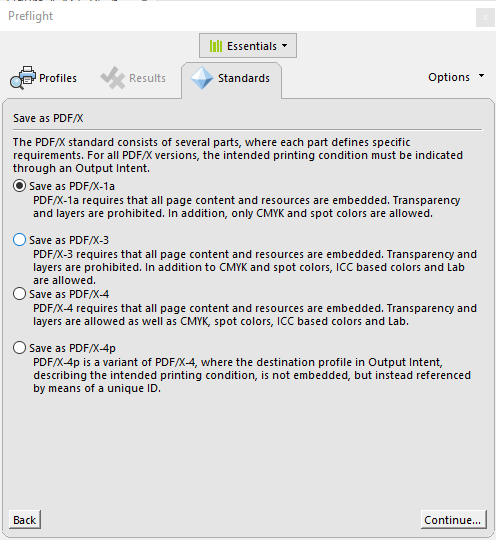 Preflight
Essentials
Profiles
Results
Standards
Options
Save as PDF/X
The PDF/X standard consists of several parts, where each part defines specific
requirements. For all PDF/X versions, the intended printing condition must be indicated
through an Output Intent.
Save as PDF/X-1a
PDF/X-1a requires that all page content and resources are embedded. Transparency
and layers are prohibited. In addition, only CMYK and spot colors are allowed.
Save as PDF/X-3
PDF/X-3 requires that all page content and resources are embedded. Transparency and
layers are prohibited. In addition to CMYK and spot colors, ICC based colors and Lab
are allowed.
Save as PDF/X-4
PDF/X-4 requires that all page content and resources are embedded. Transparency and
layers are allowed as well as CMYK, spot colors, ICC based colors and Lab.
Save as PDF/X-4p
PDF/X-4p is a variant of PDF/X-4, where the destination profile in Output Intent,
describing the intended printing condition, is not embedded, but instead referenced
by means of a unique ID.
Back
Continue...